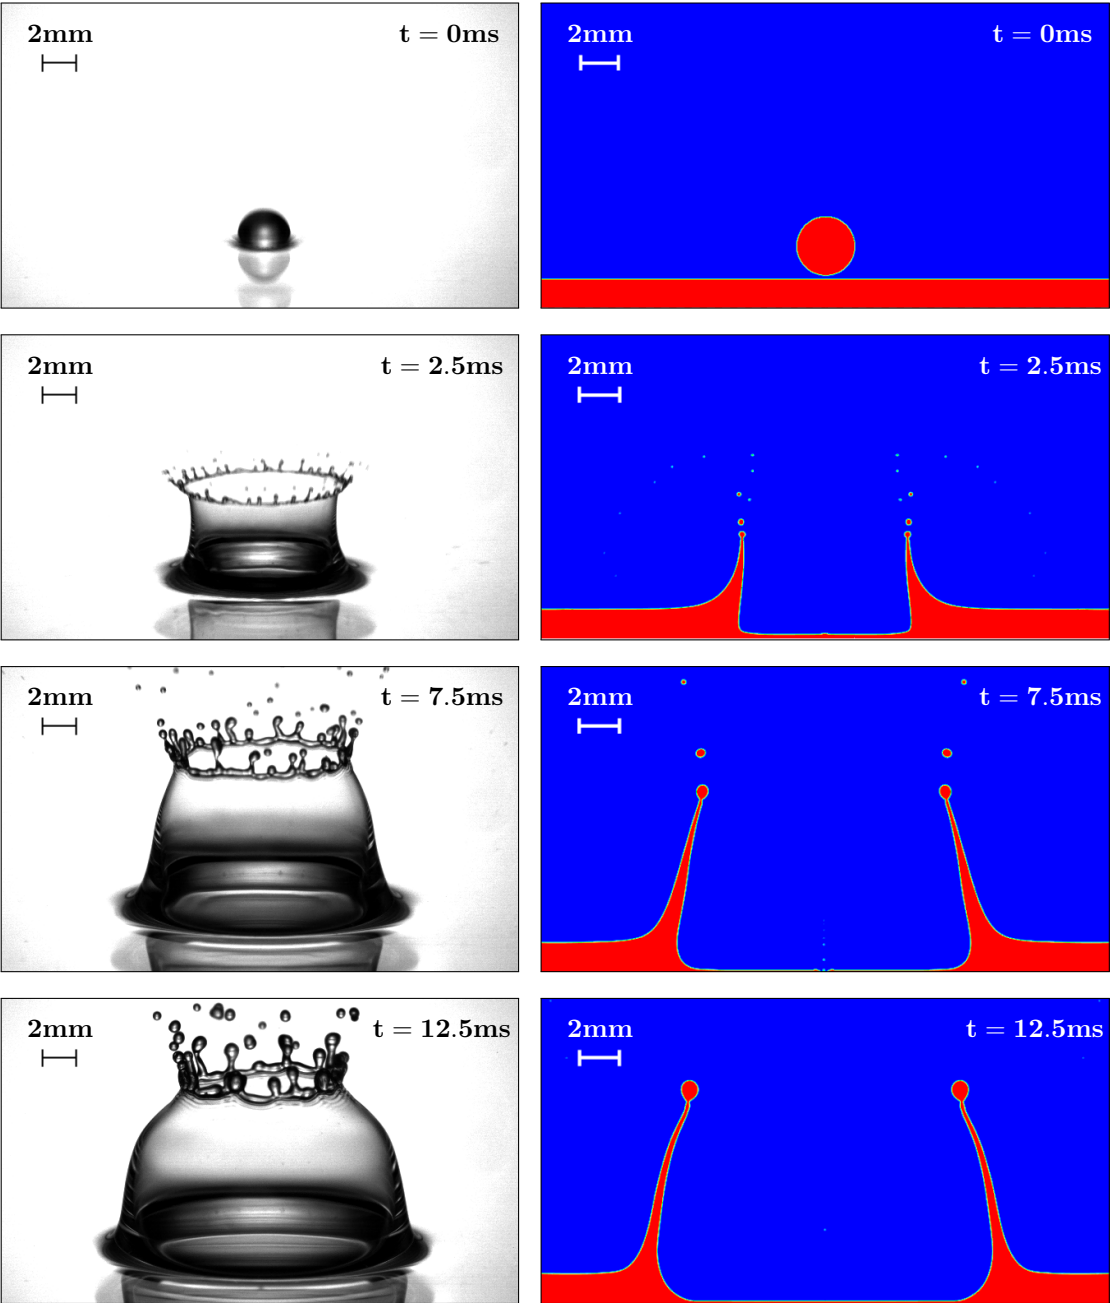 2mm t = 0ms
2mm t = 0ms
2mm t = 2.5ms
2mm t = 2.5ms
2mm t = 7.5ms
2mm t = 7.5ms
2mm t = 12.5ms
2mm t = 12.5ms